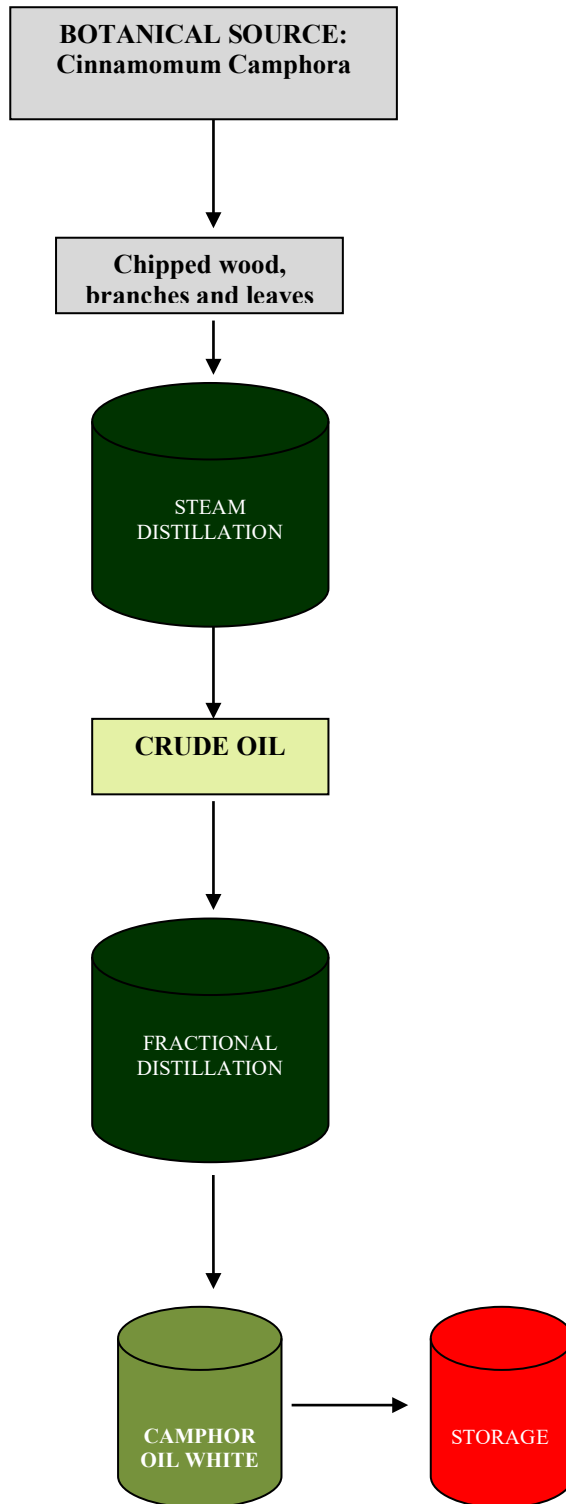 BOTANICAL SOURCE:
Cinnamomum Camphora
Chipped wood,
branches and leaves
STEAM
DISTILLATION
CRUDE OIL
FRACTIONAL
DISTILLATION
CAMPHOR
OIL WHITE
STORAGE